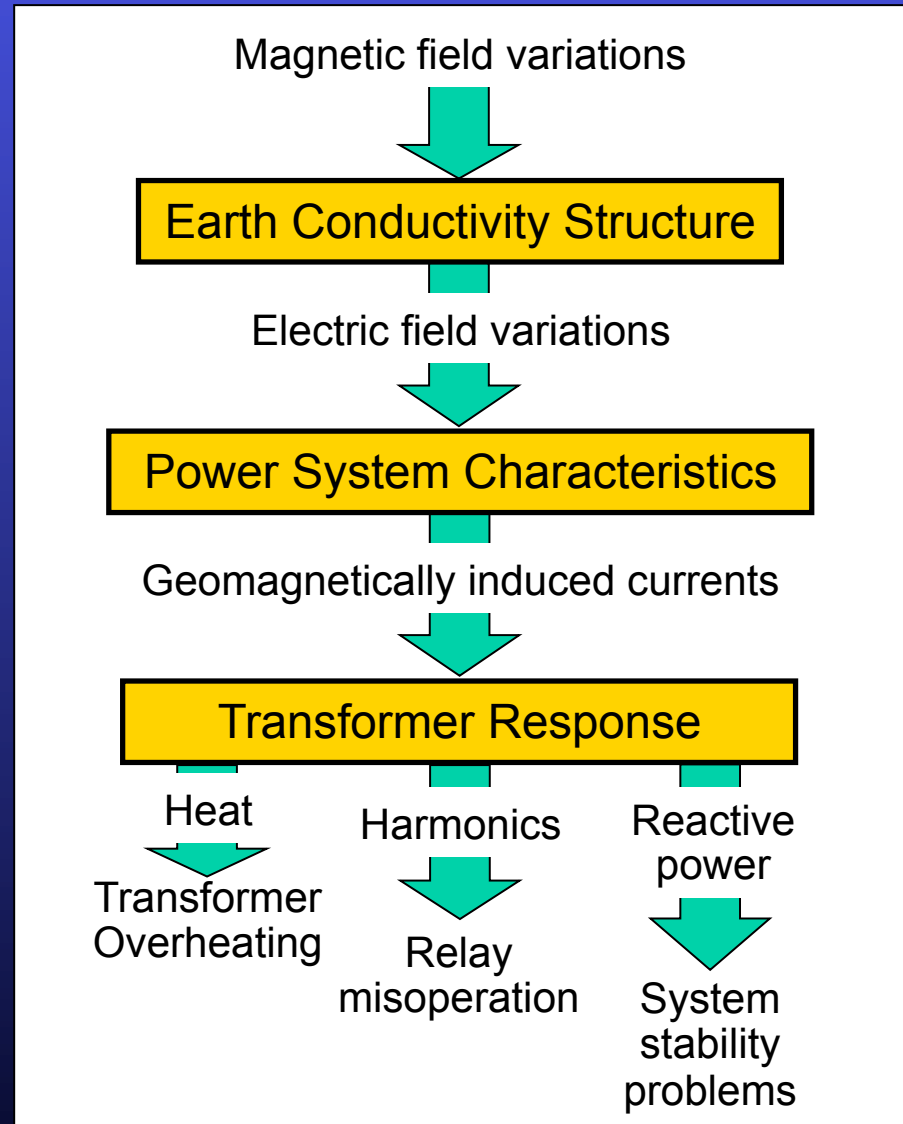 Magnetic field variations
Earth Conductivity Structure
Electric field variations
Power System Characteristics
Geomagnetically induced currents
Transformer Response
Heat
Transformer
Overheating
Harmonics
Relay
misoperation
Reactive
power
System
stability
problems